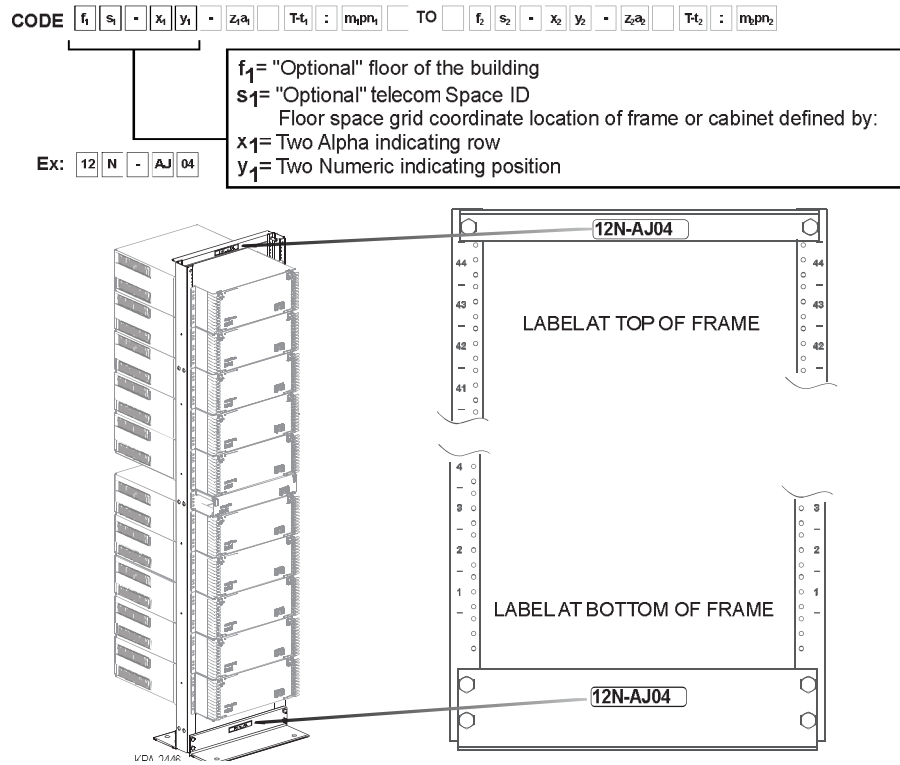 CODE f1 s1 - x1 y1 - z1a1 T-t1 : m1pn1 TO f2 s2 - x2 y2 - z2a2 T-t2 : m2pn2
f1= "Optional" floor of the building
s1= "Optional" telecom Space ID
Floor space grid coordinate location of frame or cabinet defined by:
x1= Two Alpha indicating row
y1= Two Numeric indicating position
Ex: 12 N - AJ 04
12N-AJ04
44 44
43 43
LABEL AT TOP OF FRAME
42 42
41
4
3 3
2 2
1 1
LABEL AT BOTTOM OF FRAME
12N-AJ04
KPA-2446